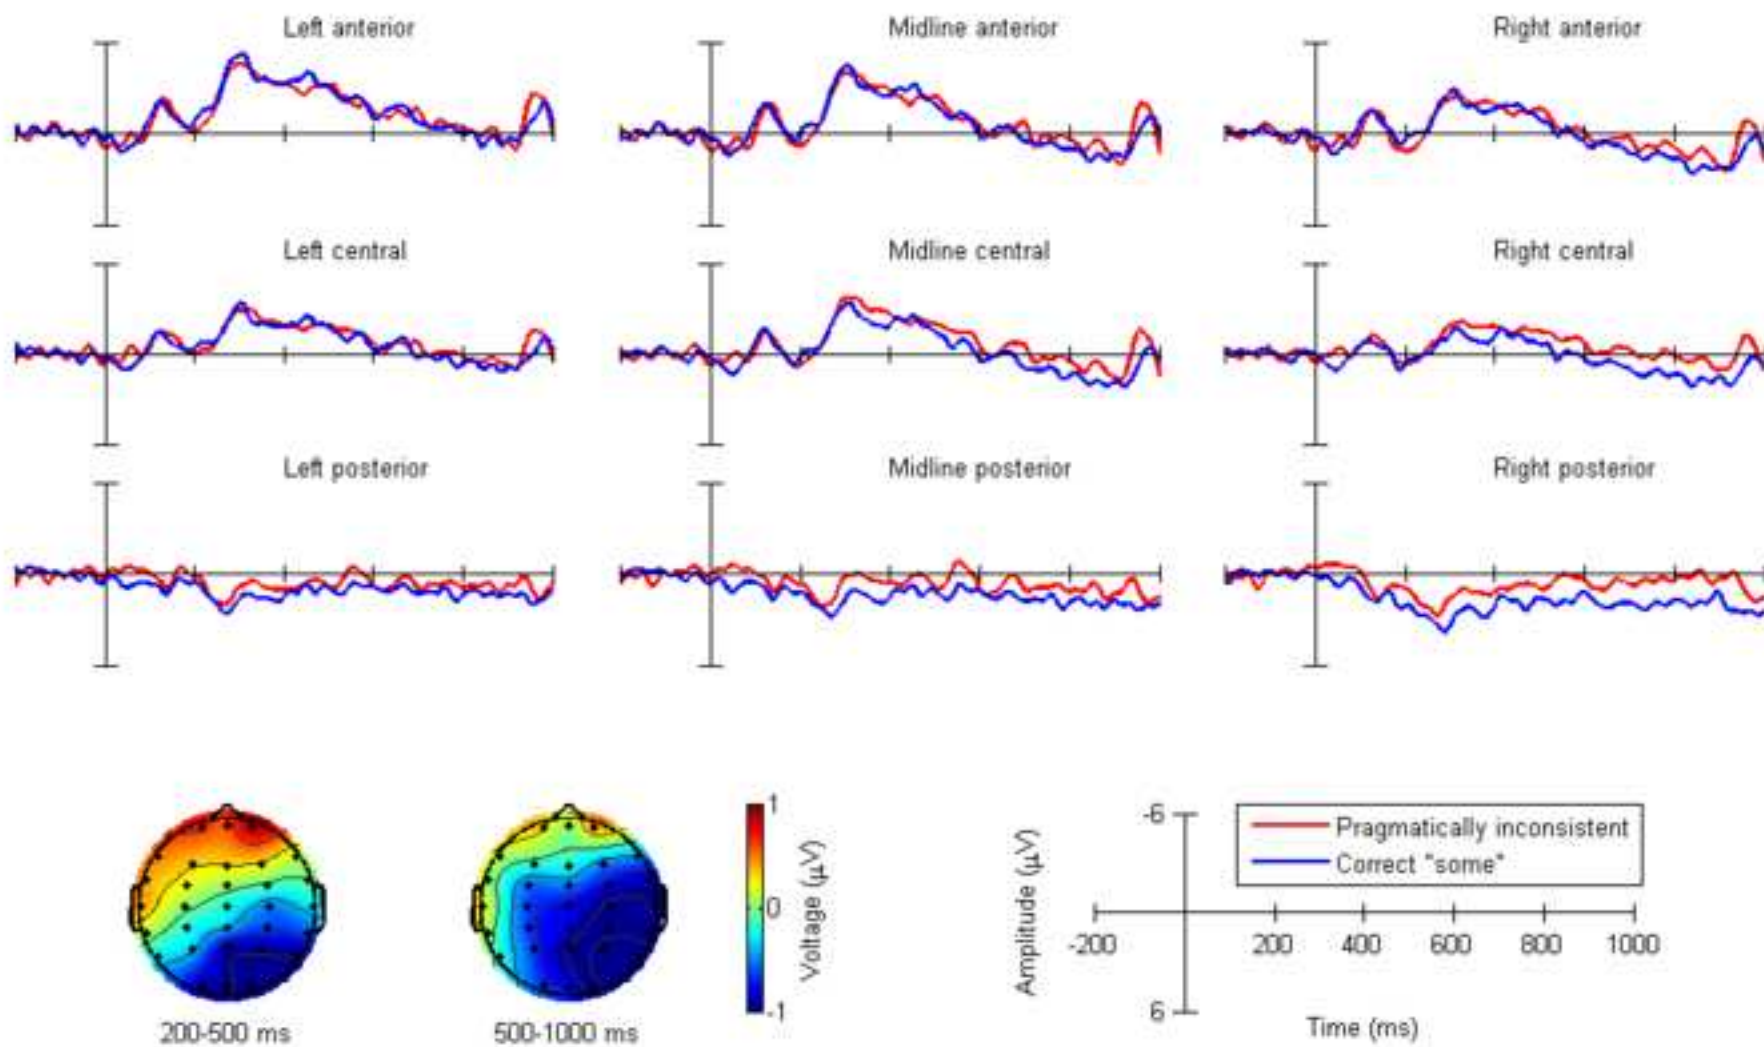 Left anterior
Midline anterior
Right anterior
Left central
Midline central
Right central
Left posterior
Midline posterior
Right posterior
200-500 ms
500-1000 ms
1
0
-1
Voltage (µV)
Amplitude (µV)
-6
6
-200
200
400
600
800
1000
Time (ms)
Pragmatically inconsistent
Correct "some"